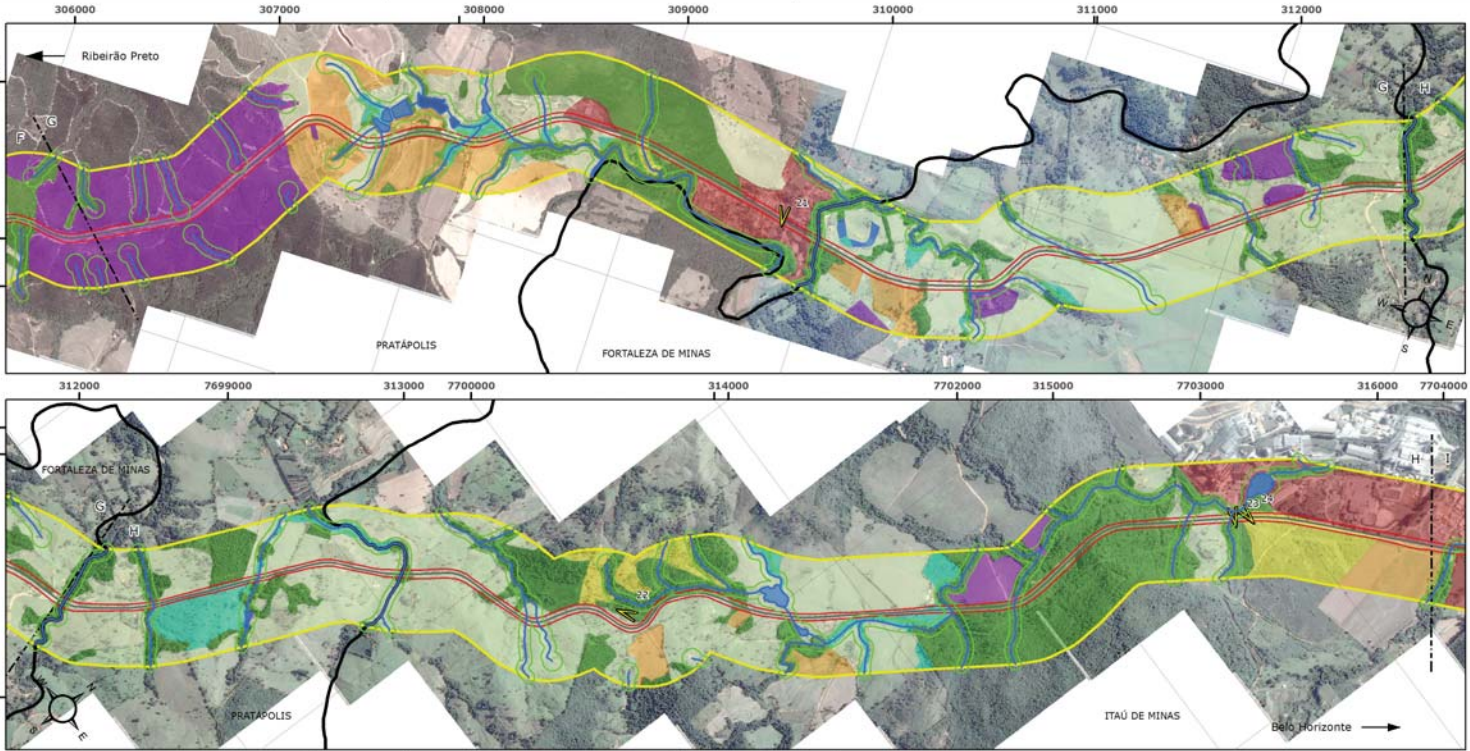 306000 307000 308000 309000 310000 311000 312000
Ribeirão Preto
G H
F G
21
N
W E
S
PRATÁPOLIS
FORTALEZA DE MINAS
312000 7699000 313000 7700000 314000 7702000 315000 7703000 316000 7704000
FORTALEZA DE MINAS
H I
G H
23 24
22
N
S E
PRATÁPOLIS
ITAÚ DE MINAS
Belo Horizonte